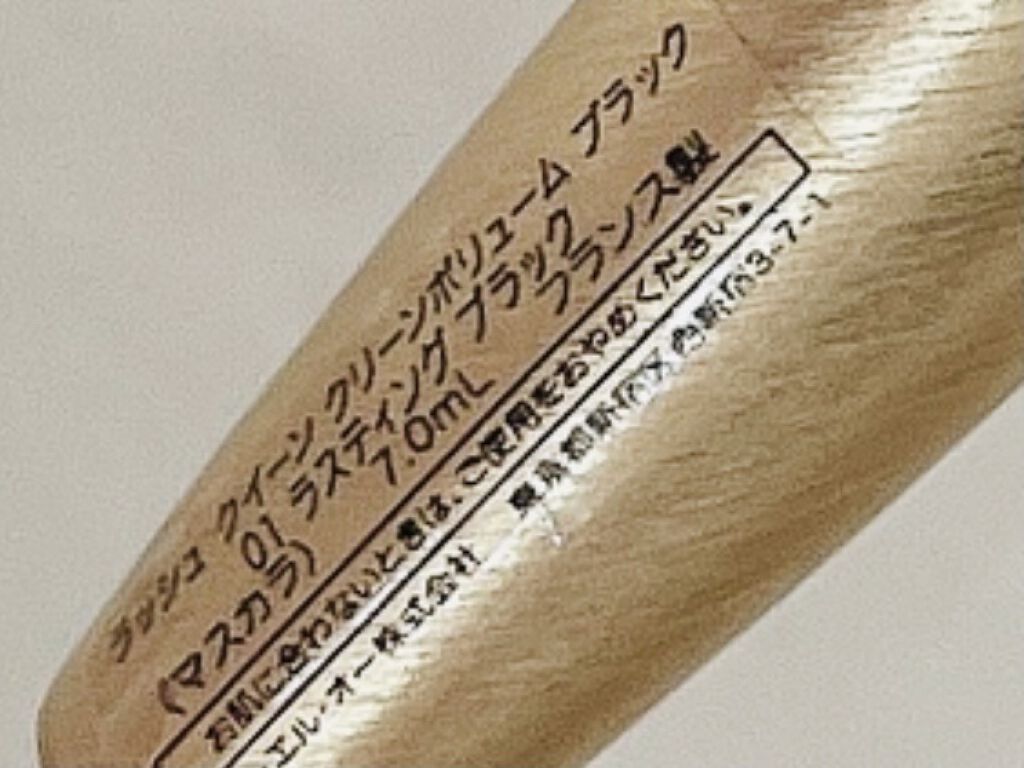 ラッシュ クイーン クリーンボリューム ブラック
01 ラスティング ブラック
(マスカラ) 7.0mL フランス製
お肌に合わないときは、ご使用をおやめください。
エル・オー株式会社 東京都新宿区西新宿3-7-1